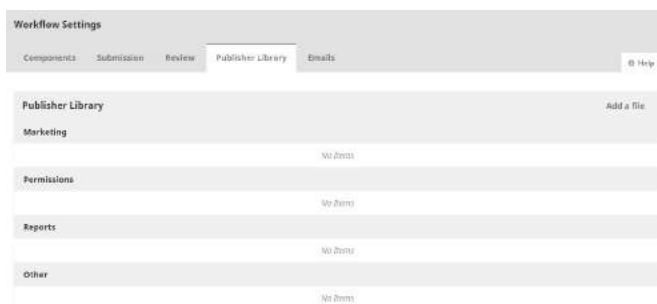 Workflow Settings
Components Submission Review Publisher Library Emails
Help
Publisher Library Add a file
Marketing
No Items
Permissions
No Items
Reports
No Items
Other
No Items